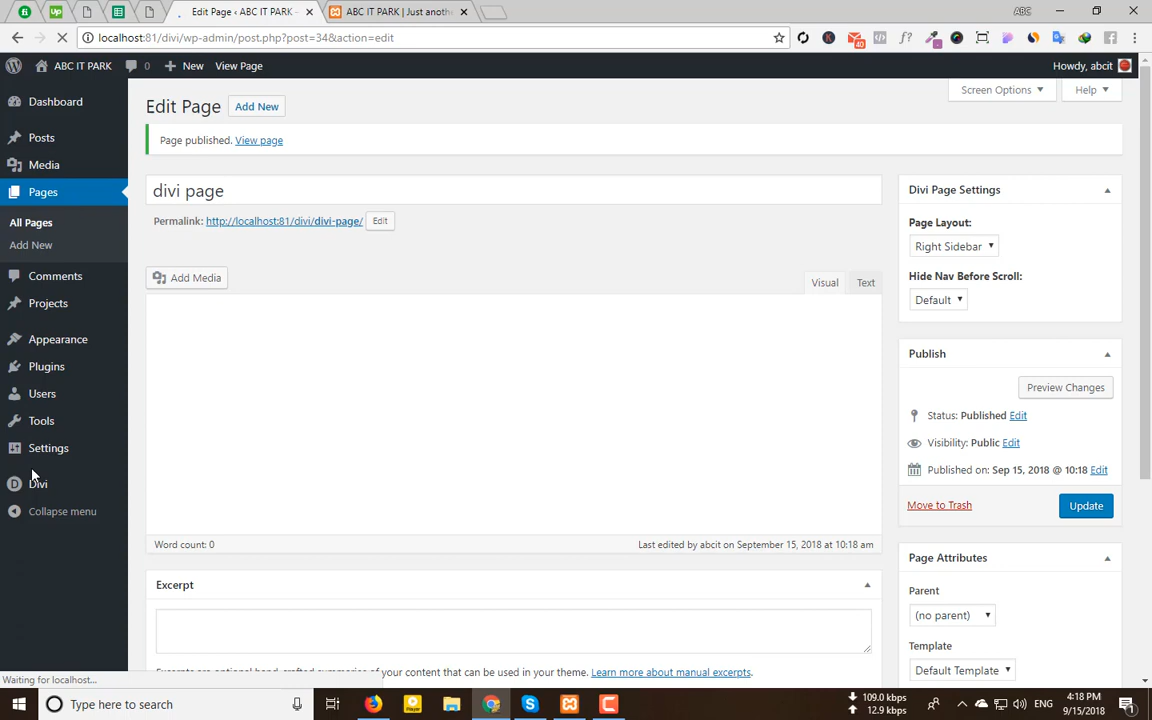 Edit Page ‹ ABC IT PARK -
ABC IT PARK | Just anoth
ABC
localhost:81/divi/wp-admin/post.php?post=34&action=edit
ABC IT PARK
0
New
View Page
Howdy, abcit
Screen Options
Help
Dashboard
Posts
Media
Pages
All Pages
Add New
Comments
Projects
Appearance
Plugins
Users
Tools
Settings
Divi
Collapse menu
Edit Page
Add New
Page published. View page
divi page
Permalink: http://localhost:81/divi/divi-page/
Edit
Add Media
Visual
Text
Word count: 0
Last edited by abcit on September 15, 2018 at 10:18 am
Excerpt
of your content that can be used in your theme. Learn more about manual excerpts.
Divi Page Settings
Page Layout:
Right Sidebar
Hide Nav Before Scroll:
Default
Publish
Preview Changes
Status: Published Edit
Visibility: Public Edit
Published on: Sep 15, 2018 @ 10:18 Edit
Move to Trash
Update
Page Attributes
Parent
(no parent)
Template
Default Template
Waiting for localhost...
Type here to search
109.0 kbps
12.9 kbps
ENG
4:18 PM
9/15/2018